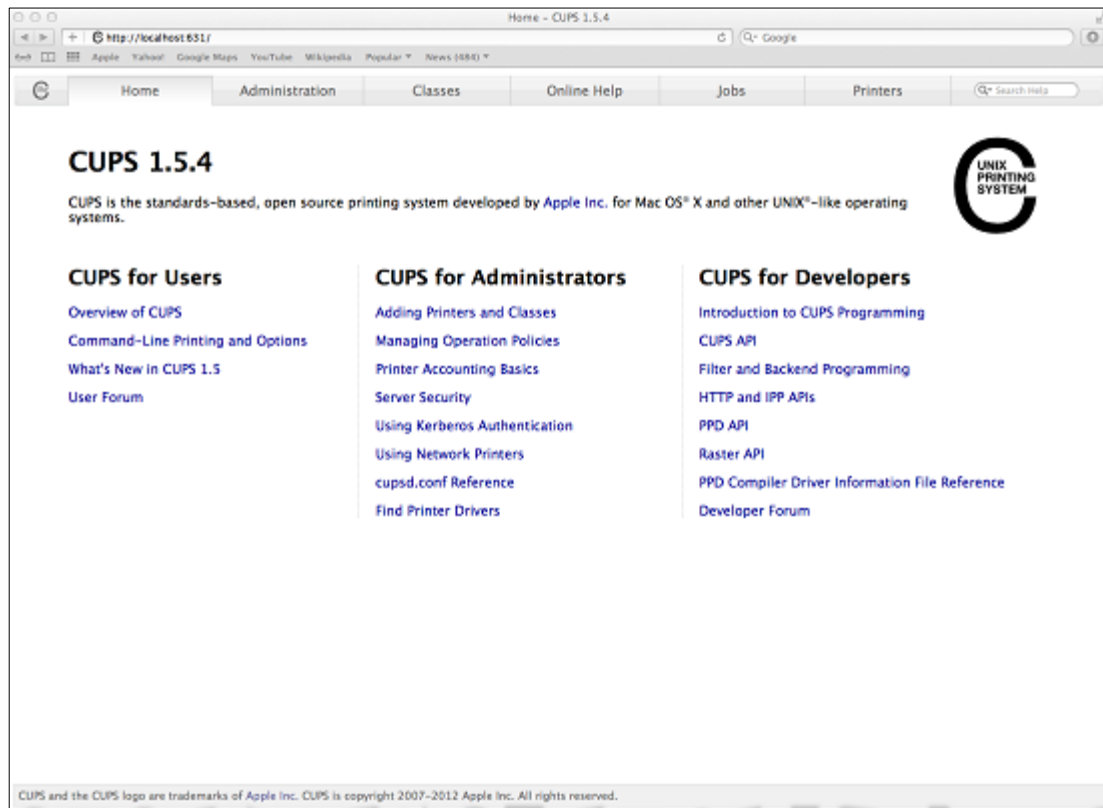 Home - CUPS 1.5.4
http://localhost:631/
Google
Apple Yahoo! Google Maps YouTube Wikipedia Popular News (484)
Home Administration Classes Online Help Jobs Printers Search Help
CUPS 1.5.4
UNIX
PRINTING
SYSTEM
CUPS is the standards-based, open source printing system developed by Apple Inc. for Mac OS® X and other UNIX®-like operating
systems.
CUPS for Users
Overview of CUPS
Command-Line Printing and Options
What's New in CUPS 1.5
User Forum
CUPS for Administrators
Adding Printers and Classes
Managing Operation Policies
Printer Accounting Basics
Server Security
Using Kerberos Authentication
Using Network Printers
cupsd.conf Reference
Find Printer Drivers
CUPS for Developers
Introduction to CUPS Programming
CUPS API
Filter and Backend Programming
HTTP and IPP APIs
PPD API
Raster API
PPD Compiler Driver Information File Reference
Developer Forum
CUPS and the CUPS logo are trademarks of Apple Inc. CUPS is copyright 2007-2012 Apple Inc. All rights reserved.